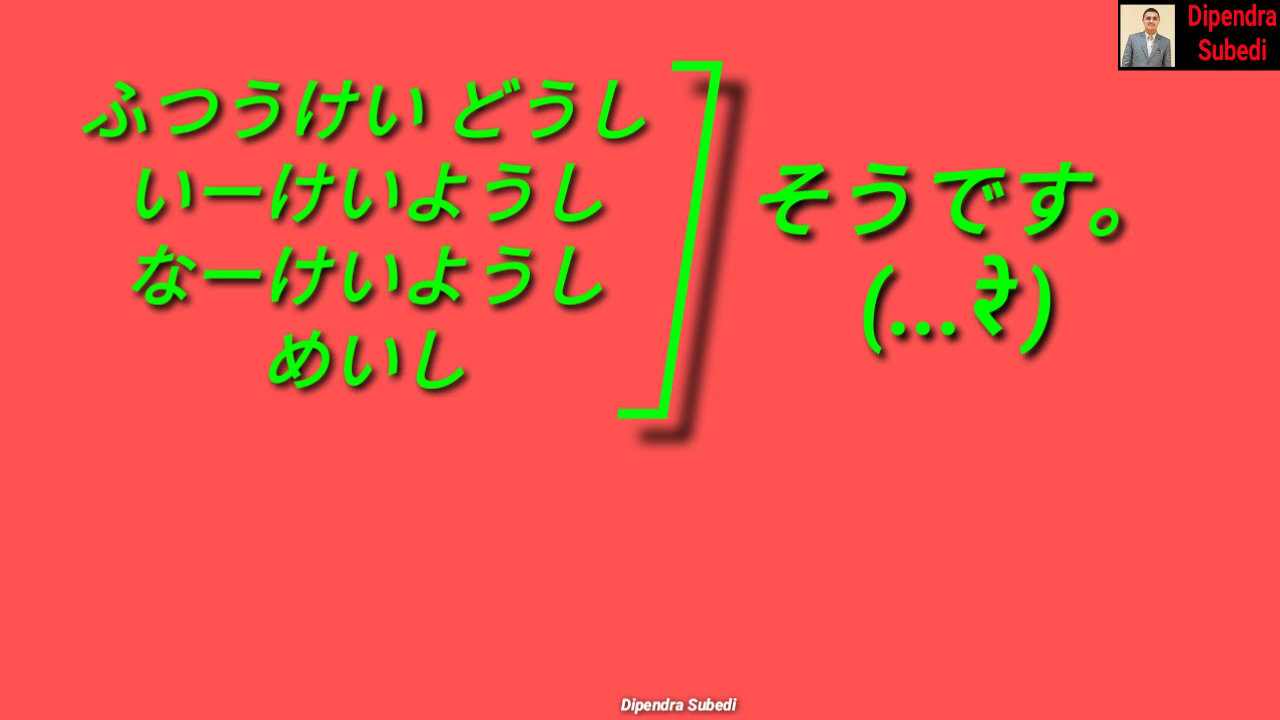 Dipendra
Subedi
ふつうけい どうし
いーけいようし
なーけいようし
めいし
そうです。
(...रे)
Dipendra Subedi